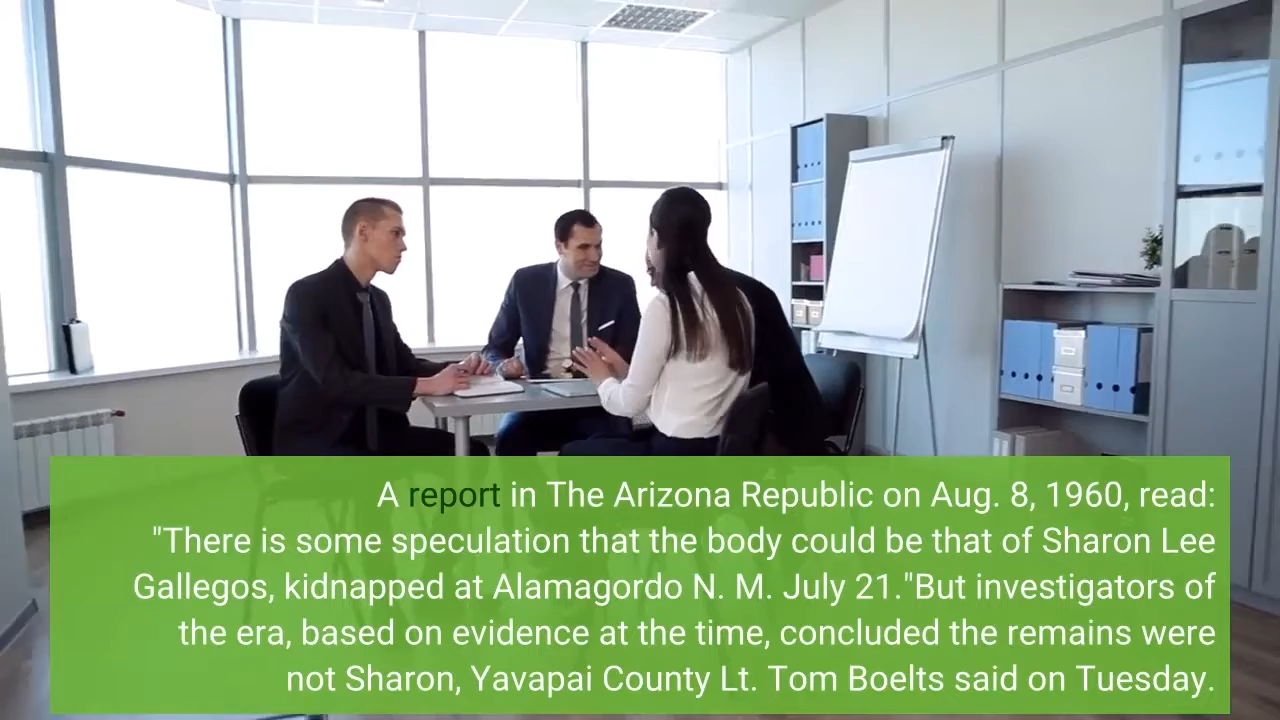 A report in The Arizona Republic on Aug. 8, 1960, read:
"There is some speculation that the body could be that of Sharon Lee
Gallegos, kidnapped at Alamagordo N. M. July 21."But investigators of
the era, based on evidence at the time, concluded the remains were
not Sharon, Yavapai County Lt. Tom Boelts said on Tuesday.